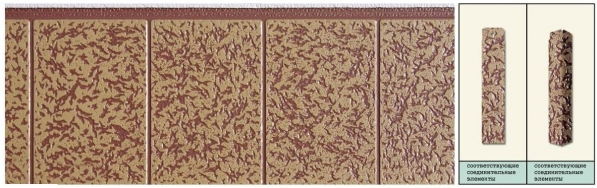 соответствующие
соединительные
элементы
соответствующие
соединительные
элементы